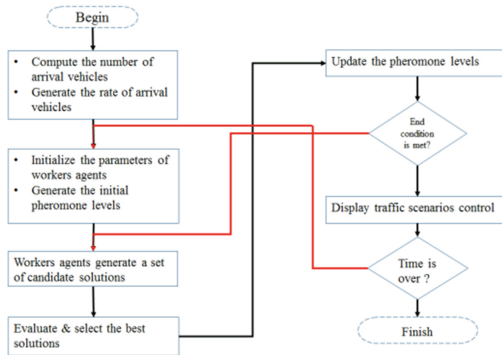 Begin
• Compute the number of
arrival vehicles
• Generate the rate of arrival
vehicles
• Initialize the parameters of
workers agents
• Generate the initial
pheromone levels
Workers agents generate a set
of candidate solutions
Evaluate & select the best
solutions
Update the pheromone levels
End
condition
is met?
Display traffic scenarios control
Time is
over ?
Finish